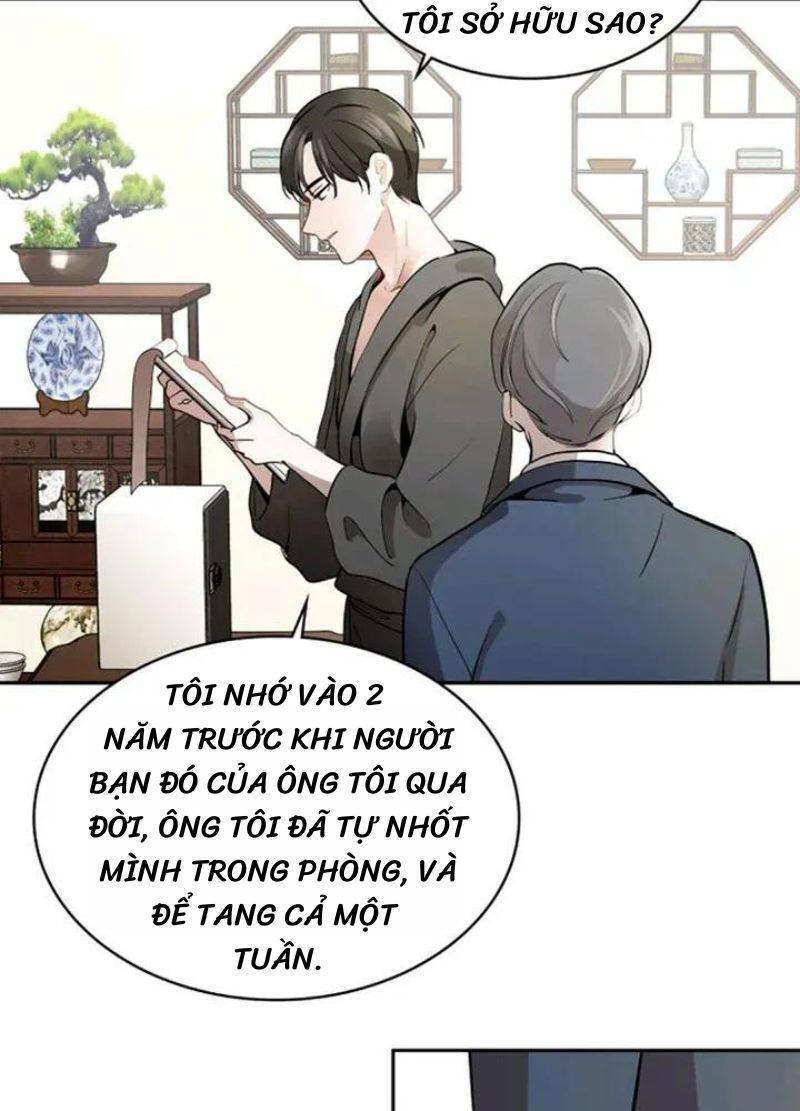 TÔI SỞ HỮU SAO?
TÔI NHỚ VÀO 2
NĂM TRƯỚC KHI NGƯỜI
BẠN ĐÓ CỦA ÔNG TÔI QUA
ĐỜI, ÔNG TÔI ĐÃ TỰ NHỐT
MÌNH TRONG PHÒNG, VÀ
ĐỂ TANG CẢ MỘT
TUẦN.